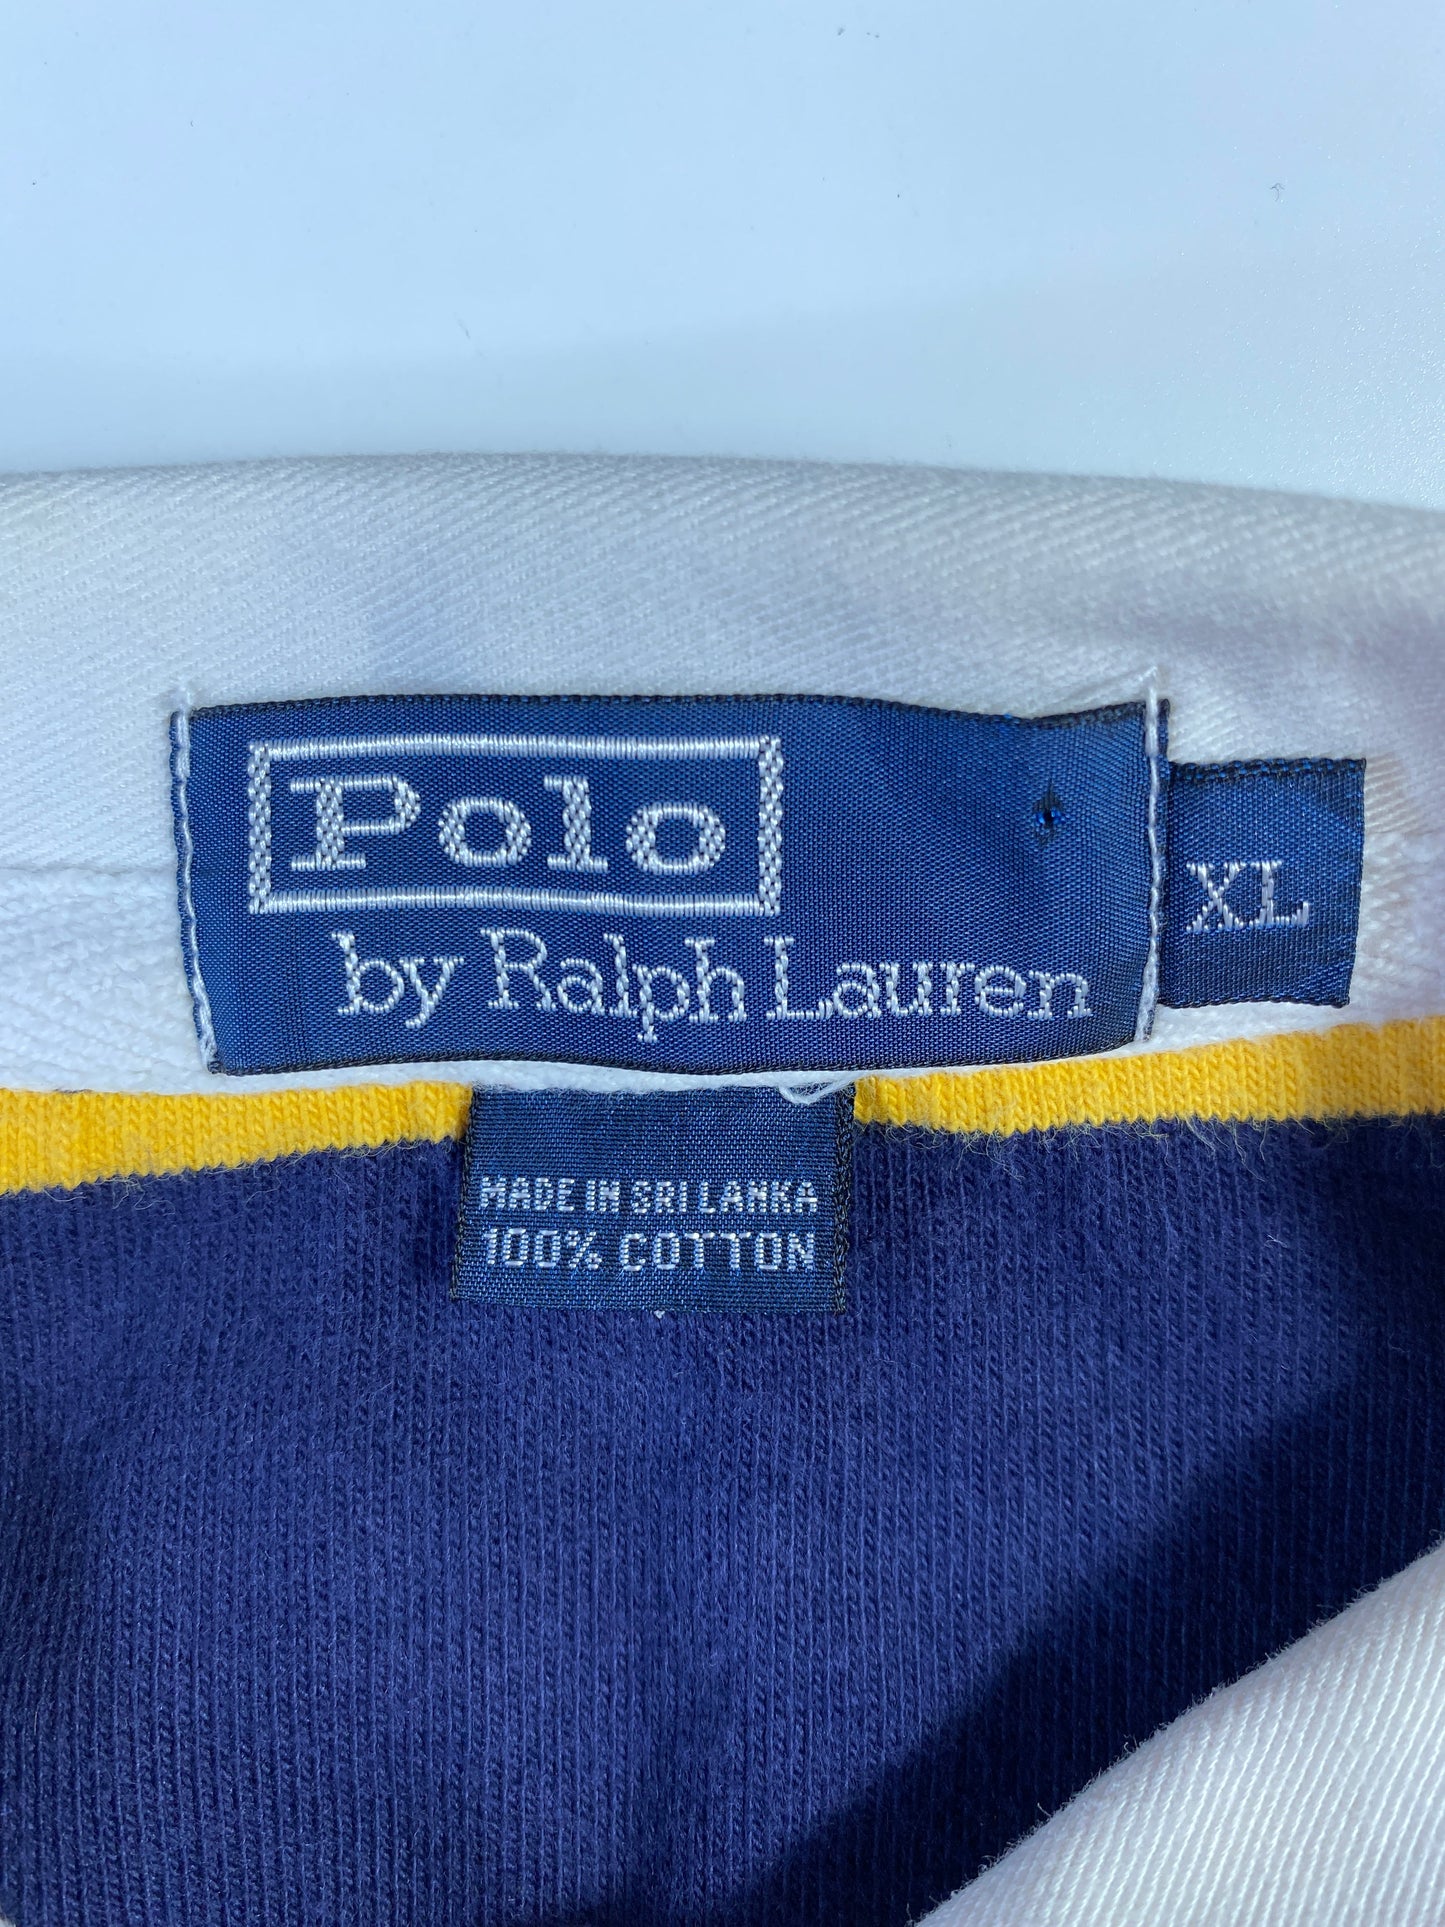 Polo
by Ralph Lauren
XL
MADE IN SRI LANKA
100% COTTON